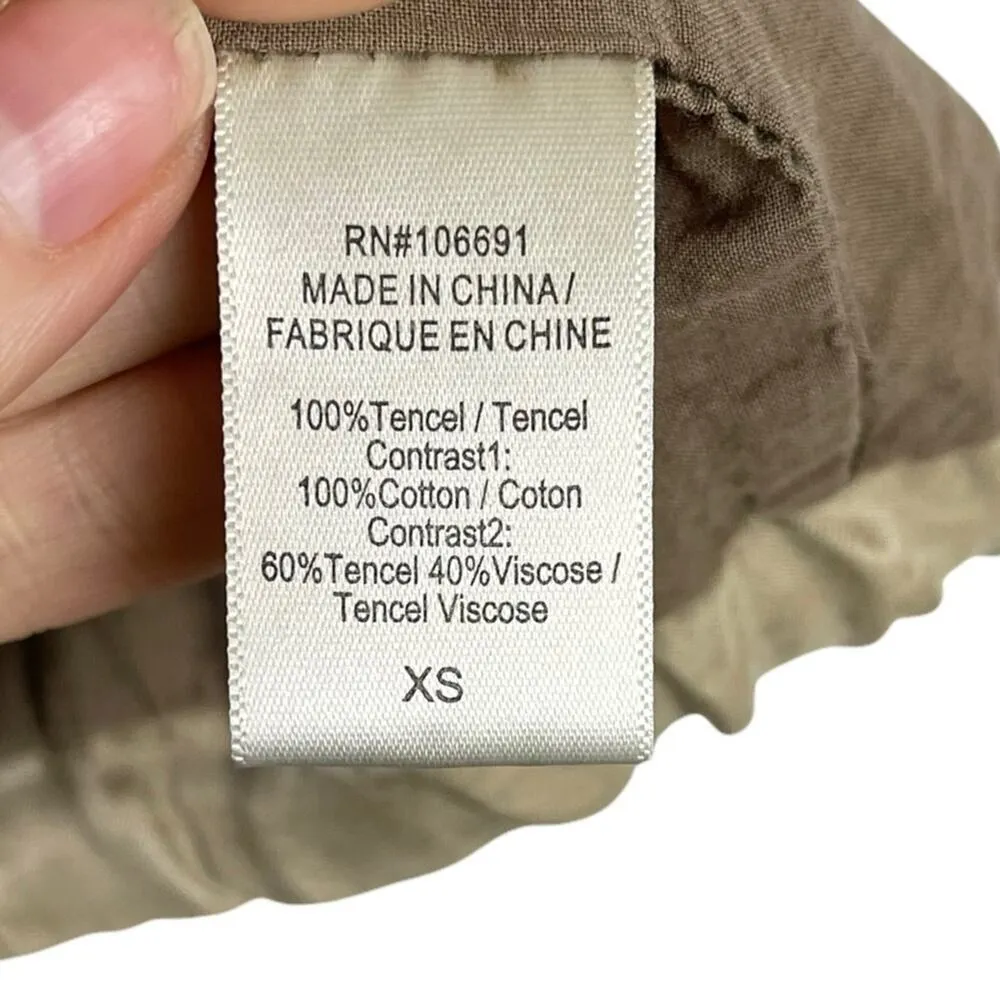 RN#106691
MADE IN CHINA/
FABRIQUE EN CHINE
100%Tencel / Tencel
Contrast1:
100%Cotton / Coton
Contrast2:
60%Tencel 40%Viscose /
Tencel Viscose
XS